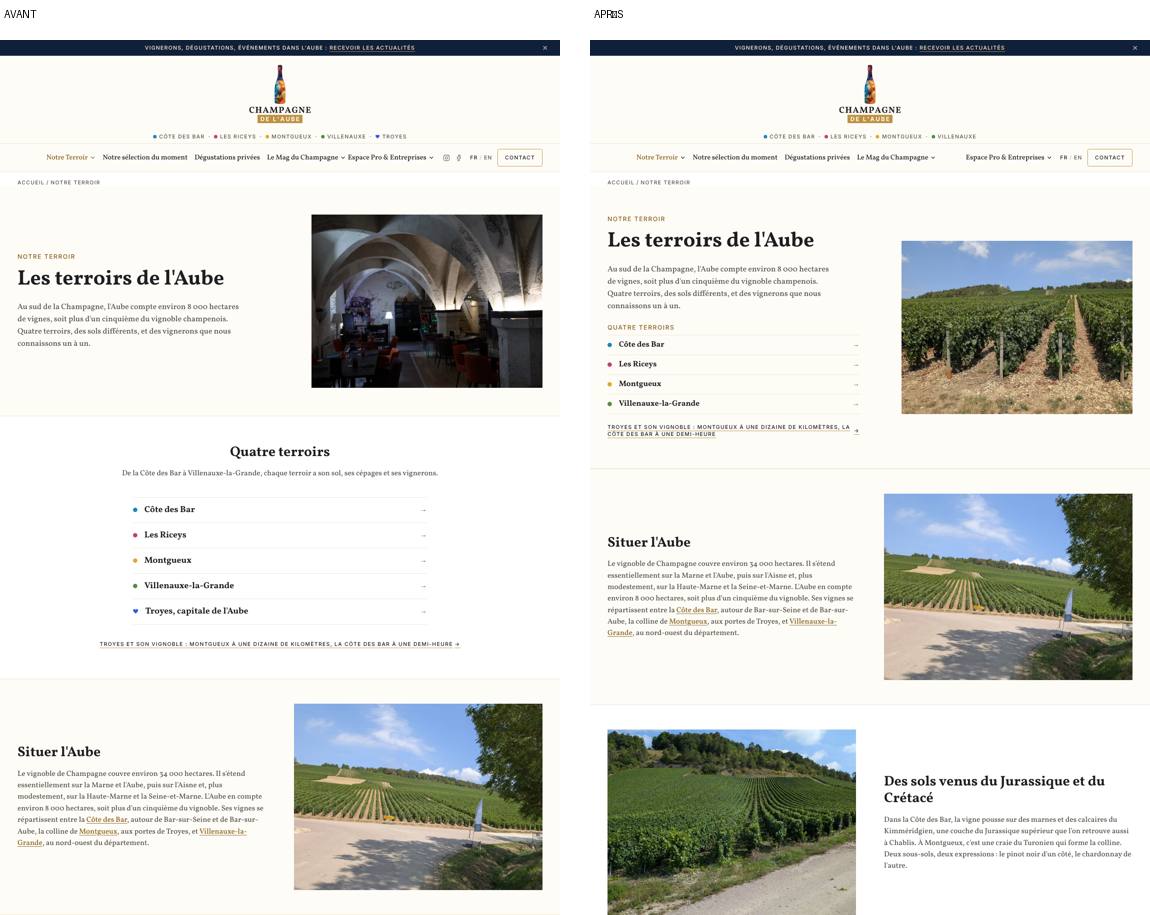 AVANT
VIGNERONS, DÉGUSTATIONS, ÉVÉNEMENTS DANS L'AUBE : RECEVOIR LES ACTUALITÉS ×
CHAMPAGNE
DE L'AUBE
CÔTE DES BAR · LES RICEYS · MONTGUEUX · VILLENAUXE · TROYES
Notre Terroir Notre sélection du moment Dégustations privées Le Mag du Champagne Espace Pro & Entreprises FR / EN CONTACT
ACCUEIL / NOTRE TERROIR
NOTRE TERROIR
Les terroirs de l'Aube
Au sud de la Champagne, l'Aube compte environ 8 000 hectares
de vignes, soit plus d'un cinquième du vignoble champenois.
Quatre terroirs, des sols différents, et des vignerons que nous
connaissons un à un.
Quatre terroirs
De la Côte des Bar à Villenauxe-la-Grande, chaque terroir a son sol, ses cépages et ses vignerons.
Côte des Bar →
Les Riceys →
Montgueux →
Villenauxe-la-Grande →
Troyes, capitale de l'Aube →
TROYES ET SON VIGNOBLE : MONTGUEUX À UNE DIZAINE DE KILOMÈTRES, LA CÔTE DES BAR À UNE DEMI-HEURE →
Situer l'Aube
Le vignoble de Champagne couvre environ 34 000 hectares. Il s'étend
essentiellement sur la Marne et l'Aube, puis sur l'Aisne et, plus
modestement, sur la Haute-Marne et la Seine-et-Marne. L'Aube en compte
environ 8 000 hectares, soit plus d'un cinquième du vignoble. Ses vignes se
répartissent entre la Côte des Bar, autour de Bar-sur-Seine et de Bar-sur-
Aube, la colline de Montgueux, aux portes de Troyes, et Villenauxe-la-
Grande, au nord-ouest du département.
APR▯S
VIGNERONS, DÉGUSTATIONS, ÉVÉNEMENTS DANS L'AUBE : RECEVOIR LES ACTUALITÉS ×
CHAMPAGNE
DE L'AUBE
CÔTE DES BAR · LES RICEYS · MONTGUEUX · VILLENAUXE
Notre Terroir Notre sélection du moment Dégustations privées Le Mag du Champagne Espace Pro & Entreprises FR / EN CONTACT
ACCUEIL / NOTRE TERROIR
NOTRE TERROIR
Les terroirs de l'Aube
Au sud de la Champagne, l'Aube compte environ 8 000 hectares
de vignes, soit plus d'un cinquième du vignoble champenois.
Quatre terroirs, des sols différents, et des vignerons que nous
connaissons un à un.
QUATRE TERROIRS
Côte des Bar →
Les Riceys →
Montgueux →
Villenauxe-la-Grande →
TROYES ET SON VIGNOBLE : MONTGUEUX À UNE DIZAINE DE KILOMÈTRES, LA
CÔTE DES BAR À UNE DEMI-HEURE →
Situer l'Aube
Le vignoble de Champagne couvre environ 34 000 hectares. Il s'étend
essentiellement sur la Marne et l'Aube, puis sur l'Aisne et, plus
modestement, sur la Haute-Marne et la Seine-et-Marne. L'Aube en compte
environ 8 000 hectares, soit plus d'un cinquième du vignoble. Ses vignes se
répartissent entre la Côte des Bar, autour de Bar-sur-Seine et de Bar-sur-
Aube, la colline de Montgueux, aux portes de Troyes, et Villenauxe-la-
Grande, au nord-ouest du département.
Des sols venus du Jurassique et du
Crétacé
Dans la Côte des Bar, la vigne pousse sur des marnes et des calcaires du
Kimméridgien, une couche du Jurassique supérieur que l'on retrouve aussi
à Chablis. À Montgueux, c'est une craie du Turonien qui forme la colline.
Deux sous-sols, deux expressions : le pinot noir d'un côté, le chardonnay de
l'autre.